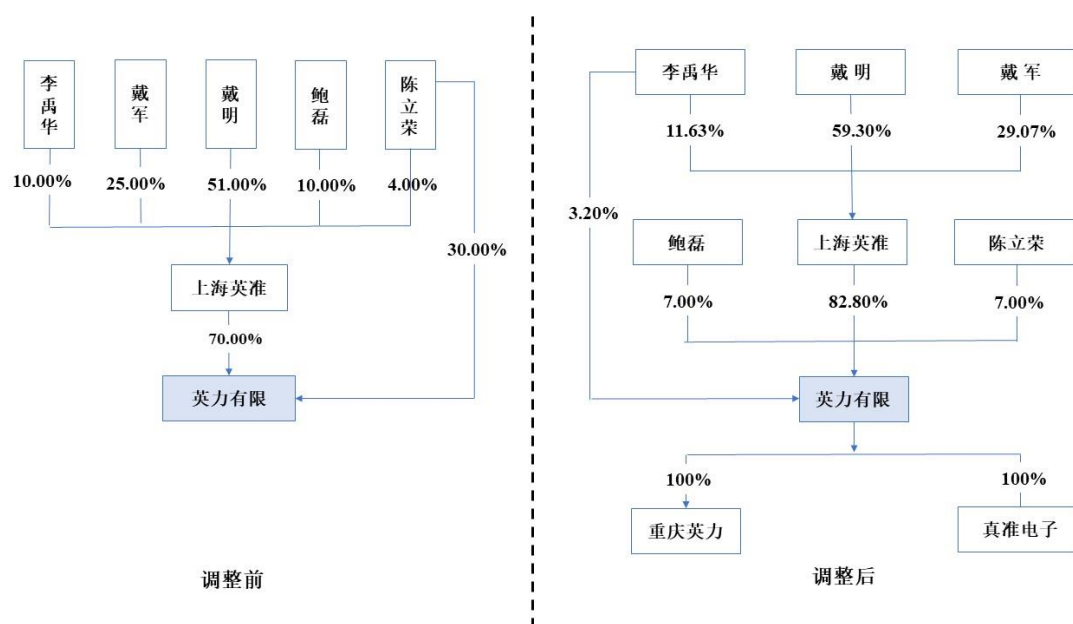 李禹华
戴军
戴明
鲍磊
陈立荣
10.00%
25.00%
51.00%
10.00%
4.00%
30.00%
上海英准
70.00%
英力有限
调整前
李禹华
戴 明
戴 军
11.63%
59.30%
29.07%
3.20%
鲍磊
上海英准
陈立荣
7.00%
82.80%
7.00%
英力有限
100%
100%
重庆英力
真准电子
调整后